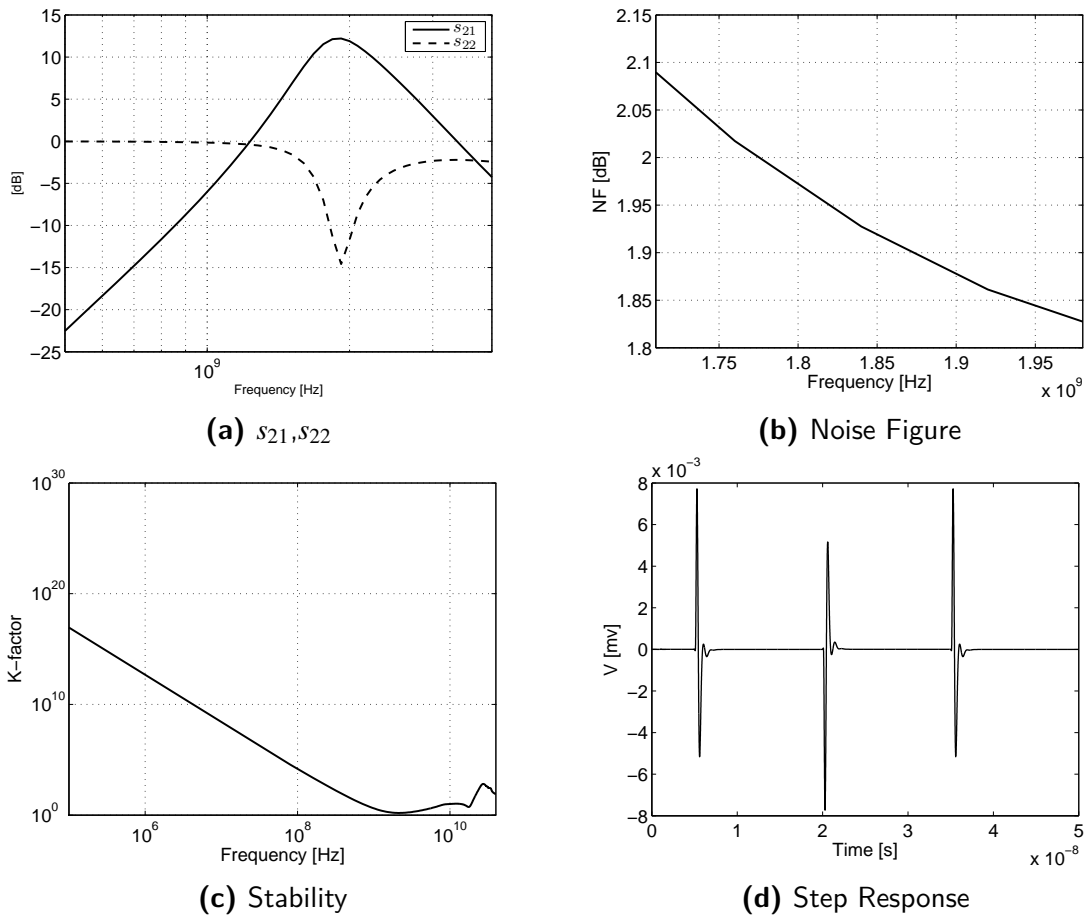 15
10
5
0
−5
−10
−15
−20
−25
[dB]
s21
s22
10^9
Frequency [Hz]
(a) s21,s22
2.15
2.1
2.05
2
1.95
1.9
1.85
1.8
NF [dB]
1.75 1.8 1.85 1.9 1.95
Frequency [Hz]
x 10^9
(b) Noise Figure
10^30
10^20
10^10
10^0
K−factor
10^6 10^8 10^10
Frequency [Hz]
(c) Stability
x 10^−3
8
6
4
2
0
−2
−4
−6
−8
V [mv]
0 1 2 3 4 5
Time [s]
x 10^−8
(d) Step Response